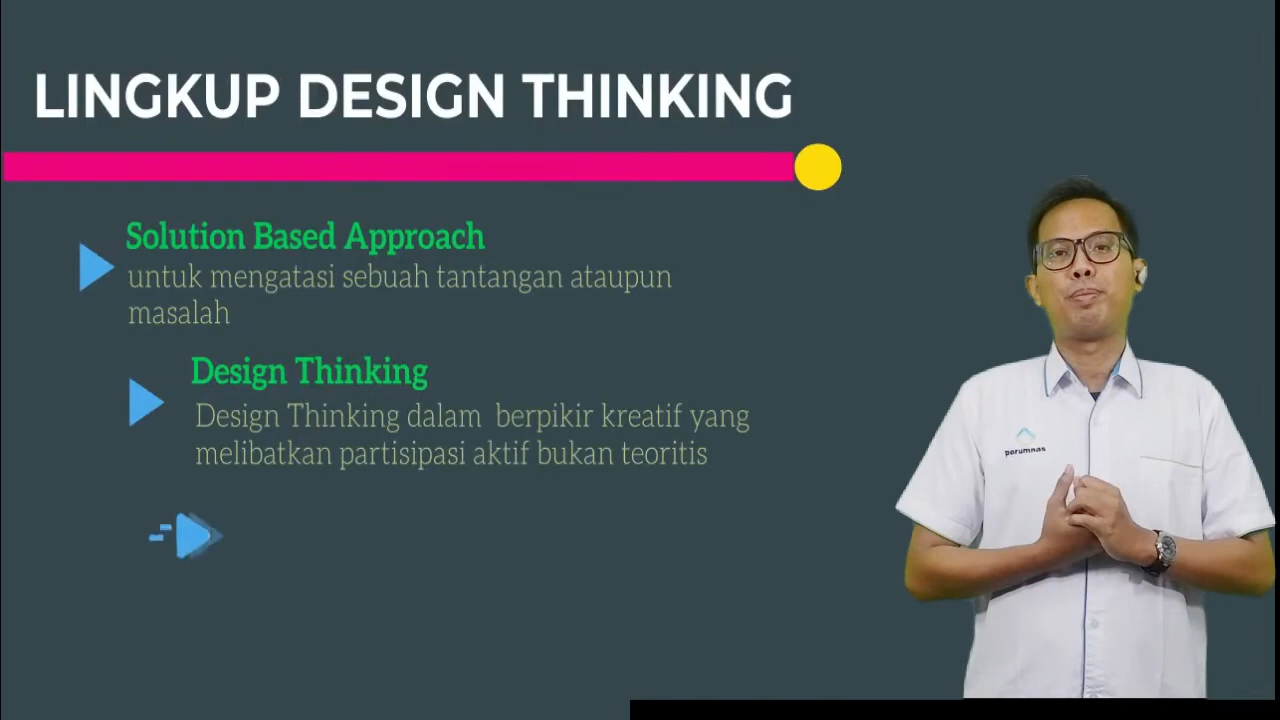 LINGKUP DESIGN THINKING
Solution Based Approach
untuk mengatasi sebuah tantangan ataupun
masalah
Design Thinking
Design Thinking dalam berpikir kreatif yang
melibatkan partisipasi aktif bukan teoritis
perumnas